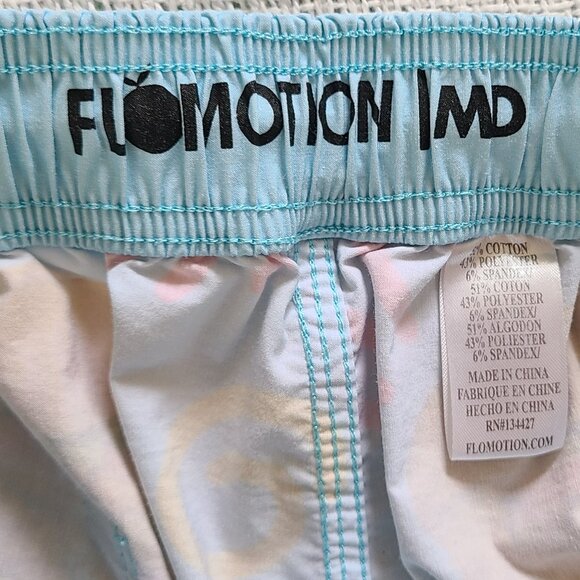 FLOMOTION | MD
COTTON
43% POLYESTER
6% SPANDEX/
51% COTON
43% POLYESTER
6% SPANDEX/
51% ALGODON
43% POLIESTER
6% SPANDEX/
MADE IN CHINA
FABRIQUE EN CHINE
HECHO EN CHINA
RN#134427
FLOMOTION.COM